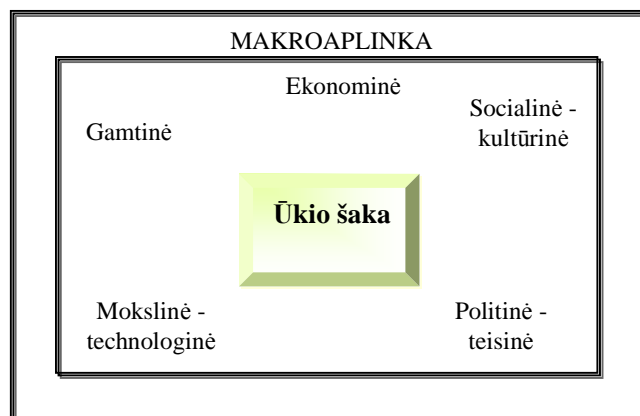 MAKROAPLINKA
Ekonominė
Socialinė -
kultūrinė
Gamtinė
Ūkio šaka
Mokslinė -
technologinė
Politinė -
teisinė